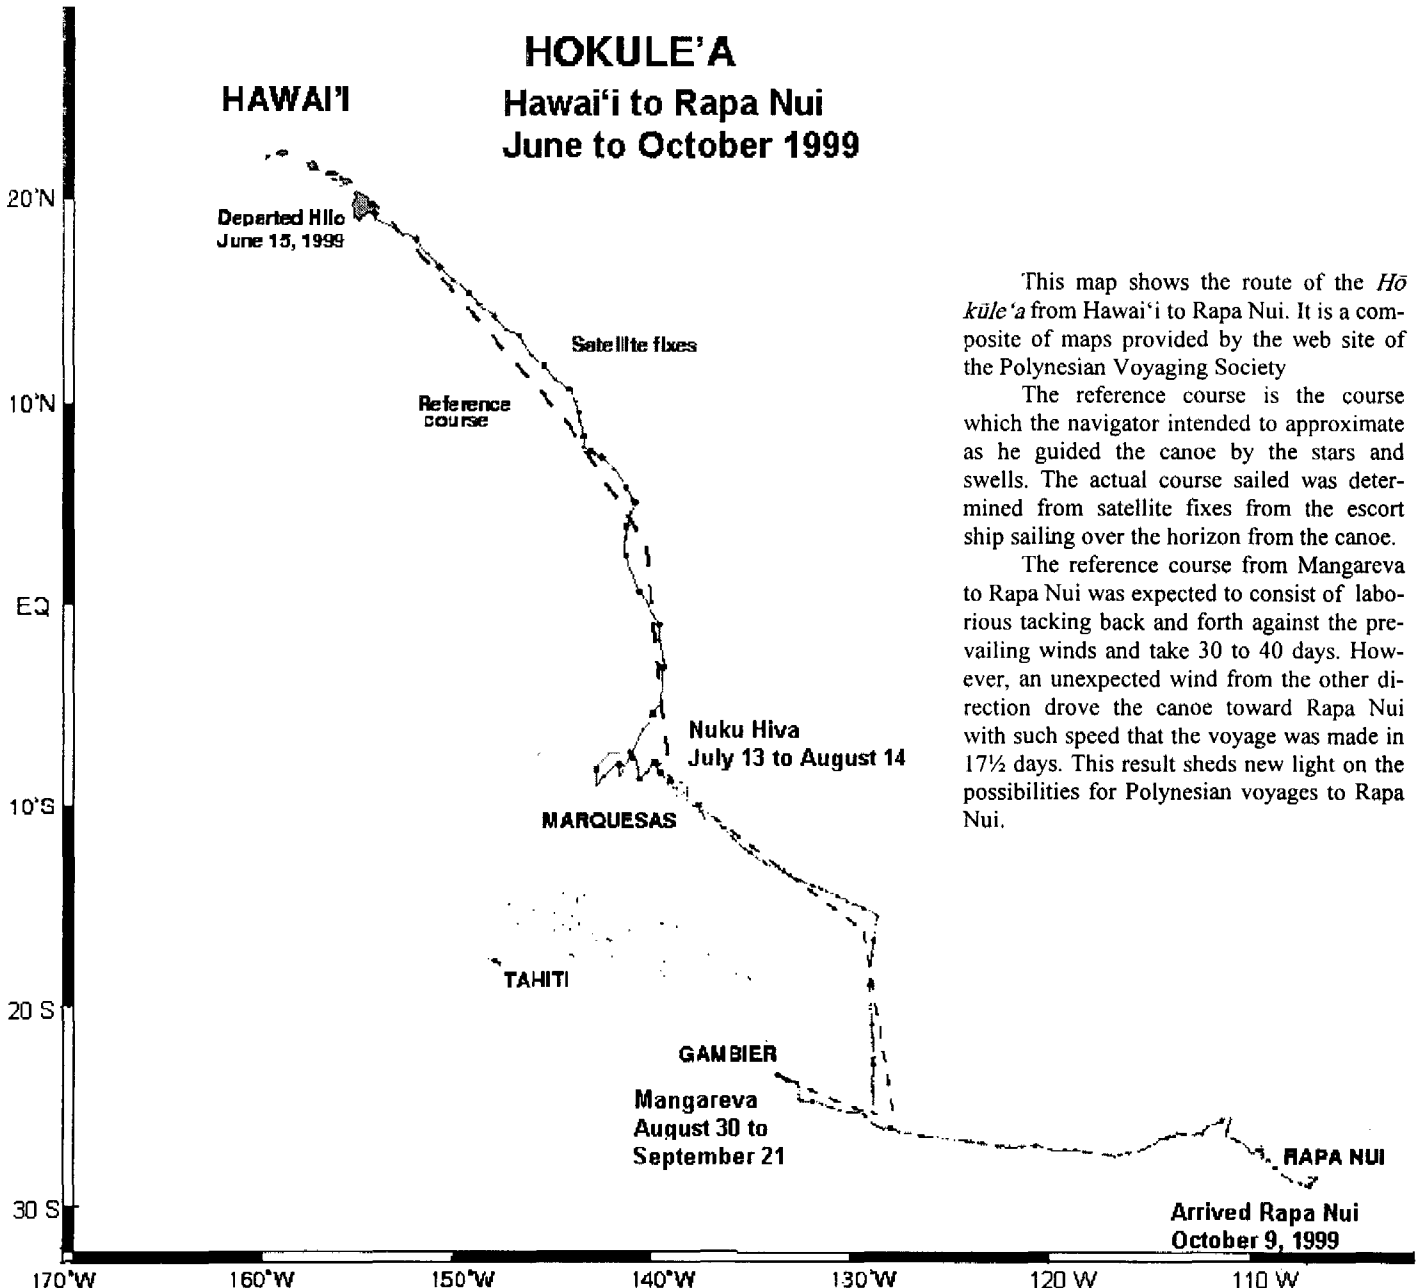 HOKULE'A
HAWAI'I
Hawai‘i to Rapa Nui
June to October 1999
20°N
Departed Hilo
June 15, 1999
This map shows the route of the Hō
kūle‘a from Hawai‘i to Rapa Nui. It is a com-
posite of maps provided by the web site of
the Polynesian Voyaging Society
The reference course is the course
which the navigator intended to approximate
as he guided the canoe by the stars and
swells. The actual course sailed was deter-
mined from satellite fixes from the escort
ship sailing over the horizon from the canoe.
The reference course from Mangareva
to Rapa Nui was expected to consist of labo-
rious tacking back and forth against the pre-
vailing winds and take 30 to 40 days. How-
ever, an unexpected wind from the other di-
rection drove the canoe toward Rapa Nui
with such speed that the voyage was made in
17½ days. This result sheds new light on the
possibilities for Polynesian voyages to Rapa
Nui.
Satellite fixes
10°N
Reference
course
EQ
Nuku Hiva
July 13 to August 14
10°S
MARQUESAS
TAHITI
20 S
GAMBIER
Mangareva
August 30 to
September 21
RAPA NUI
30 S
Arrived Rapa Nui
October 9, 1999
170°W 160°W 150°W 140°W 130°W 120 W 110 W